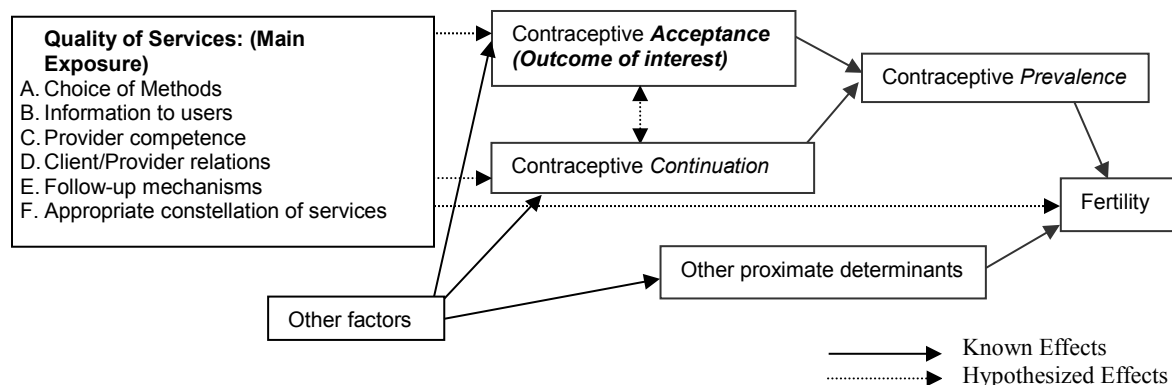 Quality of Services: (Main
Exposure)
A. Choice of Methods
B. Information to users
C. Provider competence
D. Client/Provider relations
E. Follow-up mechanisms
F. Appropriate constellation of services
Contraceptive Acceptance
(Outcome of interest)
Contraceptive Prevalence
Contraceptive Continuation
Fertility
Other proximate determinants
Other factors
Known Effects
Hypothesized Effects